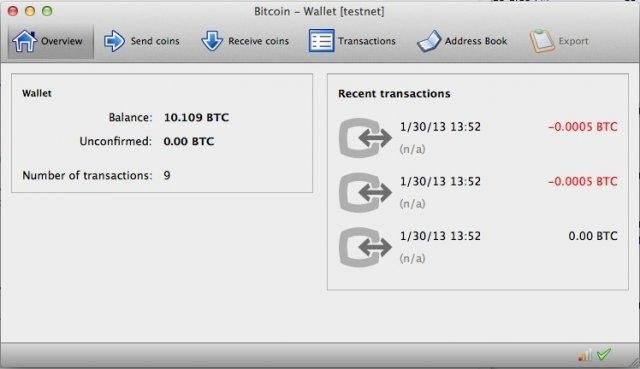 Bitcoin – Wallet [testnet]
Overview Send coins Receive coins Transactions Address Book Export
Wallet
Balance: 10.109 BTC
Unconfirmed: 0.00 BTC
Number of transactions: 9
Recent transactions
1/30/13 13:52 −0.0005 BTC
(n/a)
1/30/13 13:52 −0.0005 BTC
(n/a)
1/30/13 13:52 0.00 BTC
(n/a)